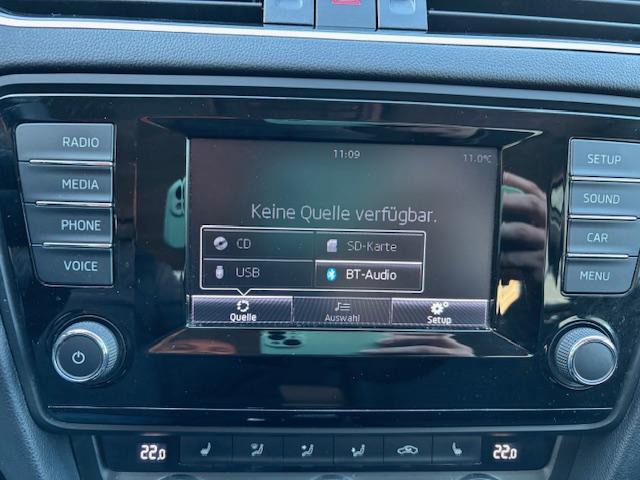 RADIO
MEDIA
PHONE
VOICE
11:09
11.0°C
Keine Quelle verfügbar.
CD
SD-Karte
USB
BT-Audio
Quelle
Auswahl
Setup
SETUP
SOUND
CAR
MENU
22.0
22.0